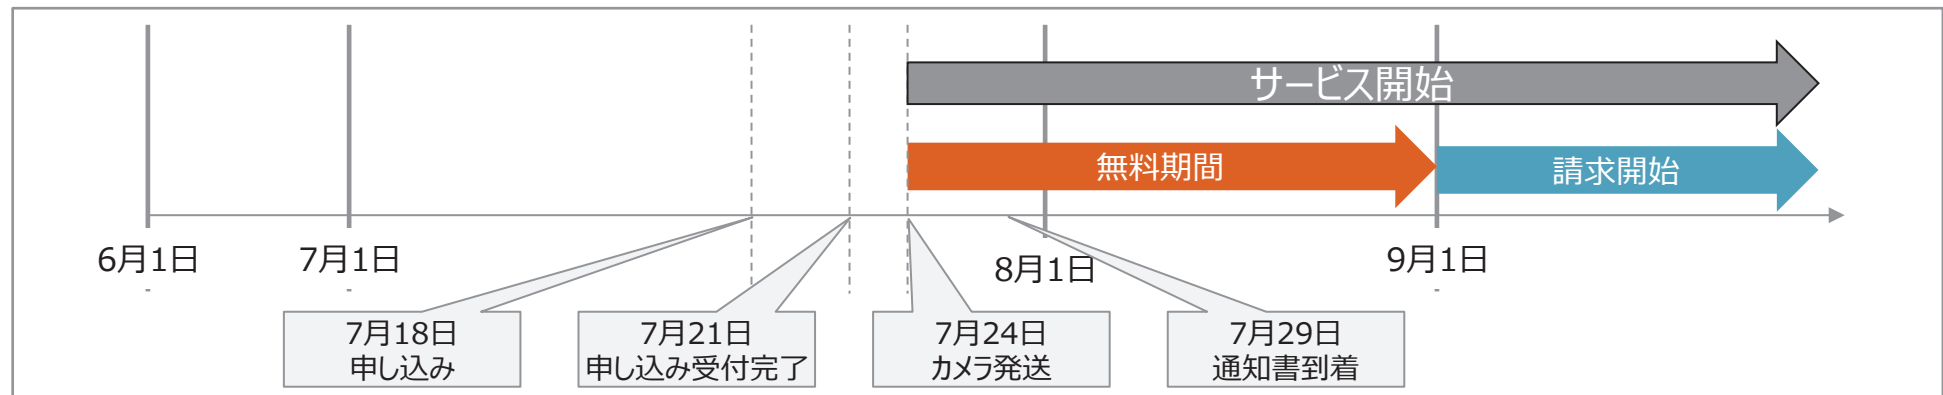 サービス開始
無料期間
請求開始
6月1日
7月1日
8月1日
9月1日
7月18日
申し込み
7月21日
申し込み受付完了
7月24日
カメラ発送
7月29日
通知書到着